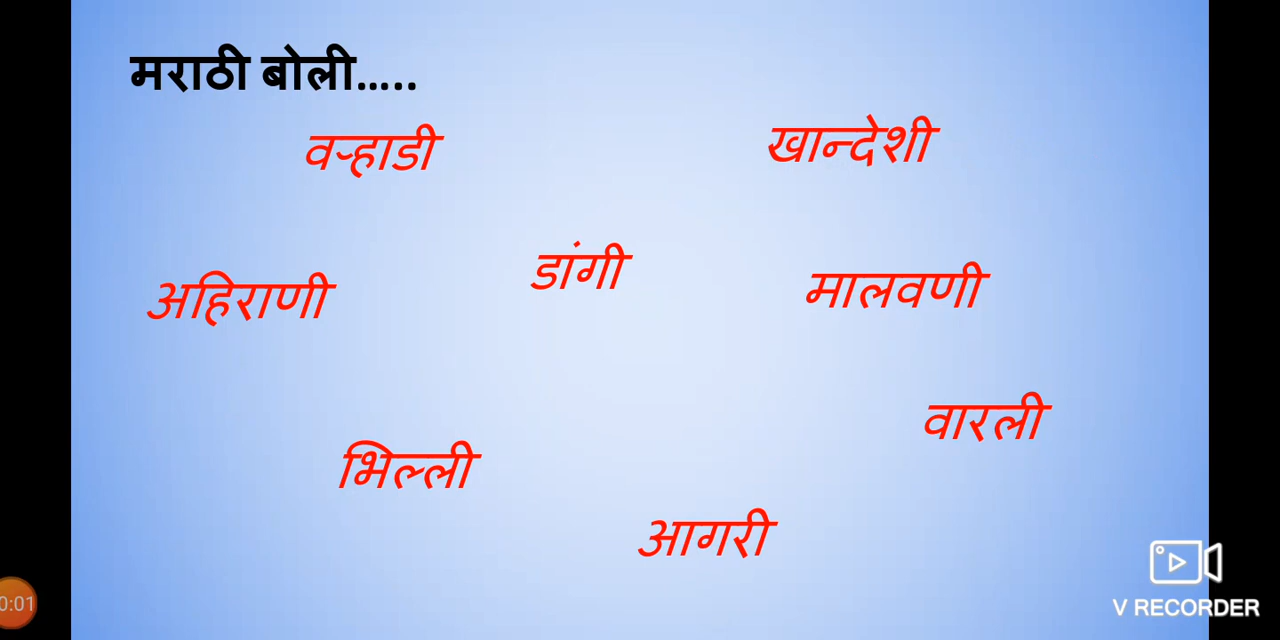 मराठी बोली.....
वऱ्हाडी
खान्देशी
डांगी
अहिराणी
मालवणी
वारली
भिल्ली
आगरी
0:01
V RECORDER